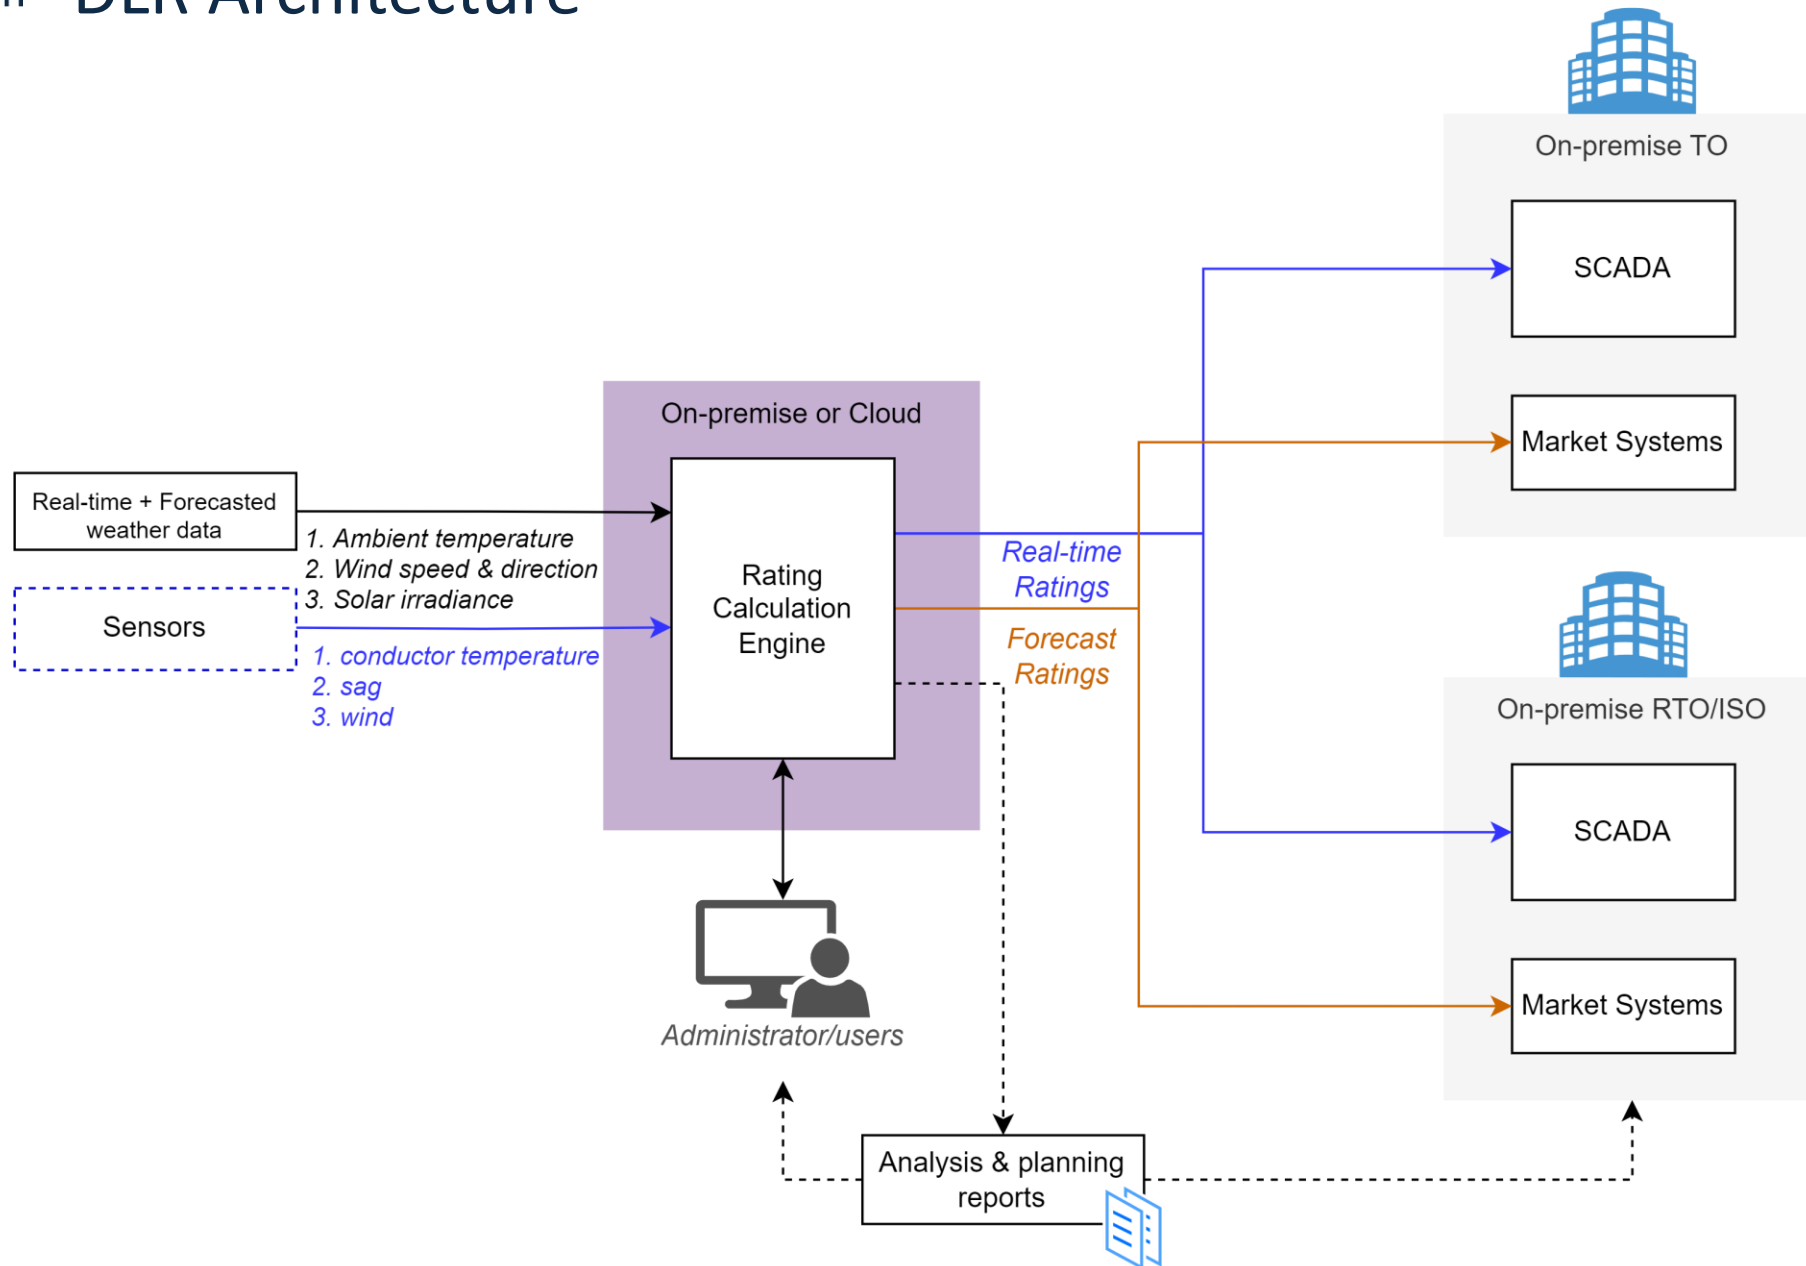 DLR Architecture
On-premise TO
SCADA
Market Systems
On-premise or Cloud
Real-time + Forecasted
weather data
1. Ambient temperature
2. Wind speed & direction
3. Solar irradiance
Sensors
1. conductor temperature
2. sag
3. wind
Rating
Calculation
Engine
Real-time
Ratings
Forecast
Ratings
On-premise RTO/ISO
SCADA
Market Systems
Administrator/users
Analysis & planning
reports